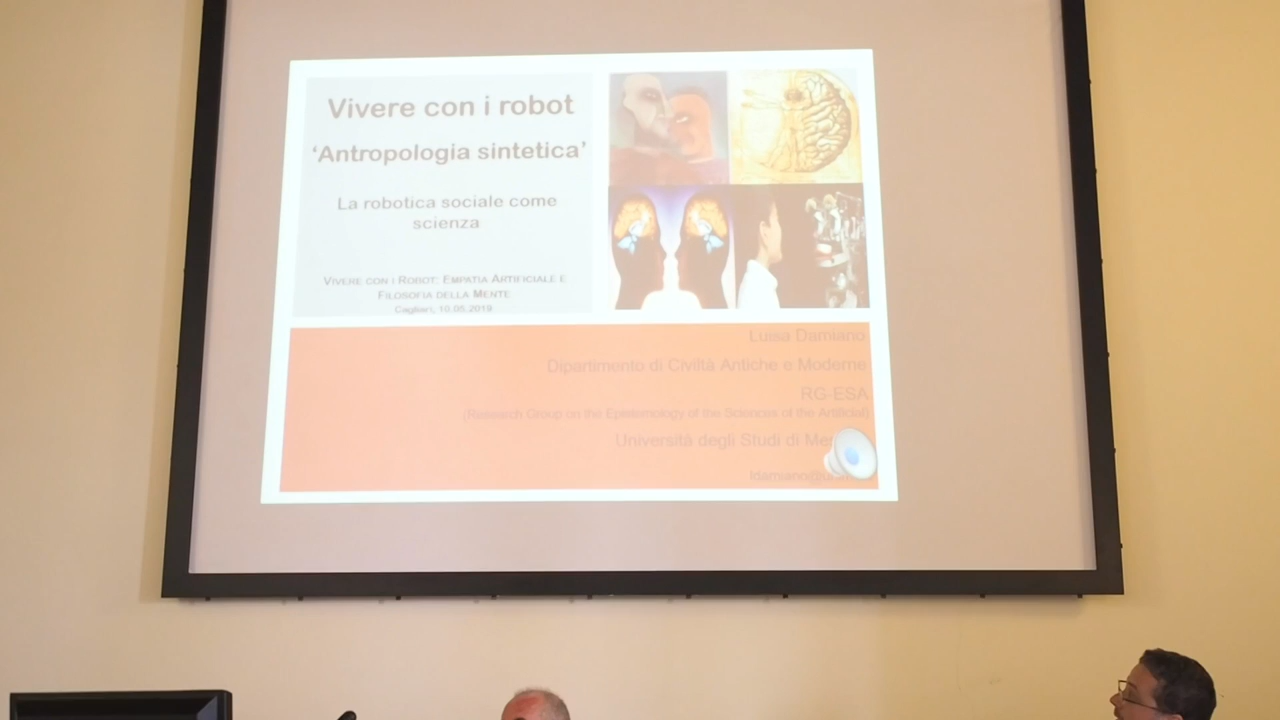 Vivere con i robot
‘Antropologia sintetica’
La robotica sociale come
scienza
VIVERE CON I ROBOT: EMPATIA ARTIFICIALE E
FILOSOFIA DELLA MENTE
Cagliari, 10.05.2019
Luisa Damiano
Dipartimento di Civiltà Antiche e Moderne
RG-ESA
(Research Group on the Epistemology of the Sciences of the Artificial)
Università degli Studi di